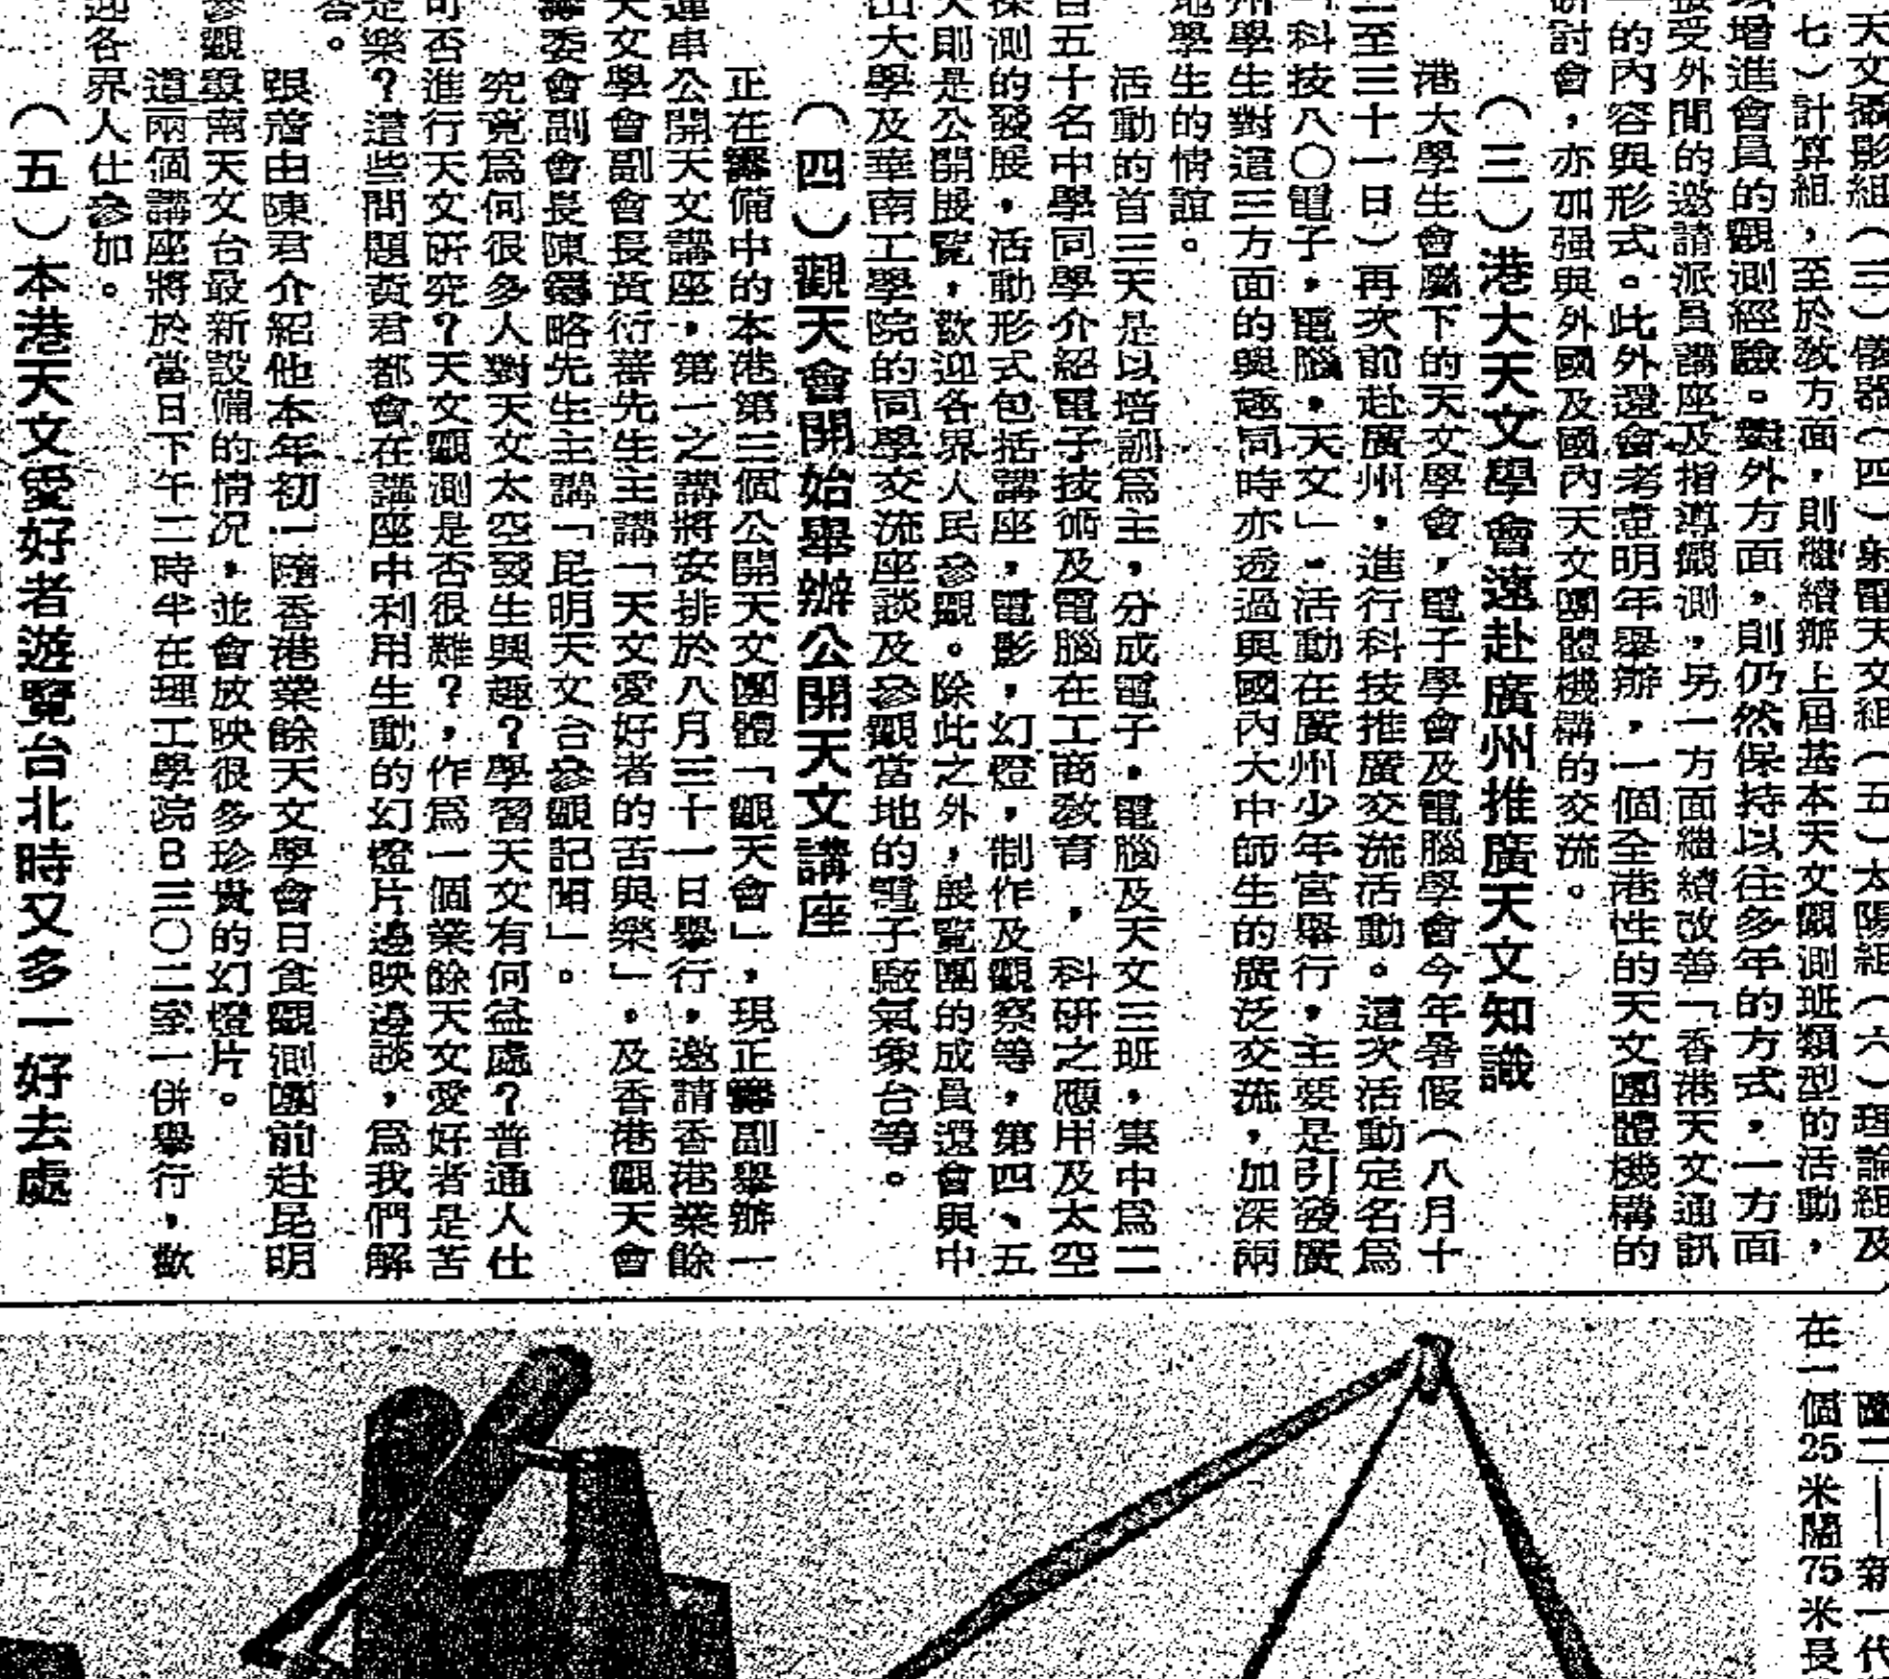 天文攝影組（三）儀器（四）射電天文組（五）太陽組（六）理論組及
七）計算組，至於教方面，則繼續辦上屆基本天文觀測班類型的活動，
增進會員的觀測經驗。對外方面，則仍然保持以往多年的方式，一方面
接受外間的邀請派員講座及指導觀測，另一方面繼續改善「香港天文通訊
的內容與形式。此外還會考慮明年舉辦，一個全港性的天文團體機構的
研討會，亦加强與外國及國內天文團體機構的交流。
（三）港大天文學會遠赴廣州推廣天文知識
港大學生會屬下的天文學會，電子學會及電腦學會今年暑假（八月十
二至三十一日）再次前赴廣州，進行科技推廣交流活動。這次活動定名為
科技八〇電子，電腦，天文」，活動在廣州少年宮舉行，主要是引發廣
州學生對這三方面的興趣同時亦透過與國內大中師生的廣泛交流，加深兩
地學生的情誼。
活動的首三天是以培訓爲主，分成電子，電腦及天文三班，集中爲二
百五十名中學同學介紹電子技術及電腦在工商教育，科研之應用及太空
探測的發展，活動形式包括講座，電影，幻燈，制作及觀察等，第四、五
天則是公開展覽，歡迎各界人民參觀。除此之外，展覽團的成員還會與中
山大學及華南工學院的同學交流座談及參觀當地的電子廠氣象台等。
（四）觀天會開始舉辦公開天文講座
正在籌備中的本港第三個公開天文團體「觀天會」，現正籌副舉辦一
連串公開天文講座，第一之講將安排於八月三十一日舉行，邀請香港業餘
天文學會副會長黃衍蕃先生主講「天文愛好者的苦與樂」，及香港觀天會
籌委會副會長陳略先生主講「昆明天文台參觀記聞」。
究竟爲何很多人對天文太空發生興趣？學習天文有何益處？普通人仕
可否進行天文研究？天文觀測是否很難？，作爲一個業餘天文愛好者是苦
是樂？這些問題黃君都會在講座中利用生動的幻燈片邊映邊談，爲我們解
答。
跟着由陳君介紹他本年初一隨香港業餘天文學會日食觀測團前赴昆明
參觀雲南天文台最新設備的情況，並會放映很多珍貴的幻燈片。
這兩個講座將於當日下午二時半在理工學院B三〇二室一併舉行，歡
迎各界人仕參加。
（五）本港天文愛好者遊覽台北時又多一好去處
圖二——新一代
在一個25米闊75米長